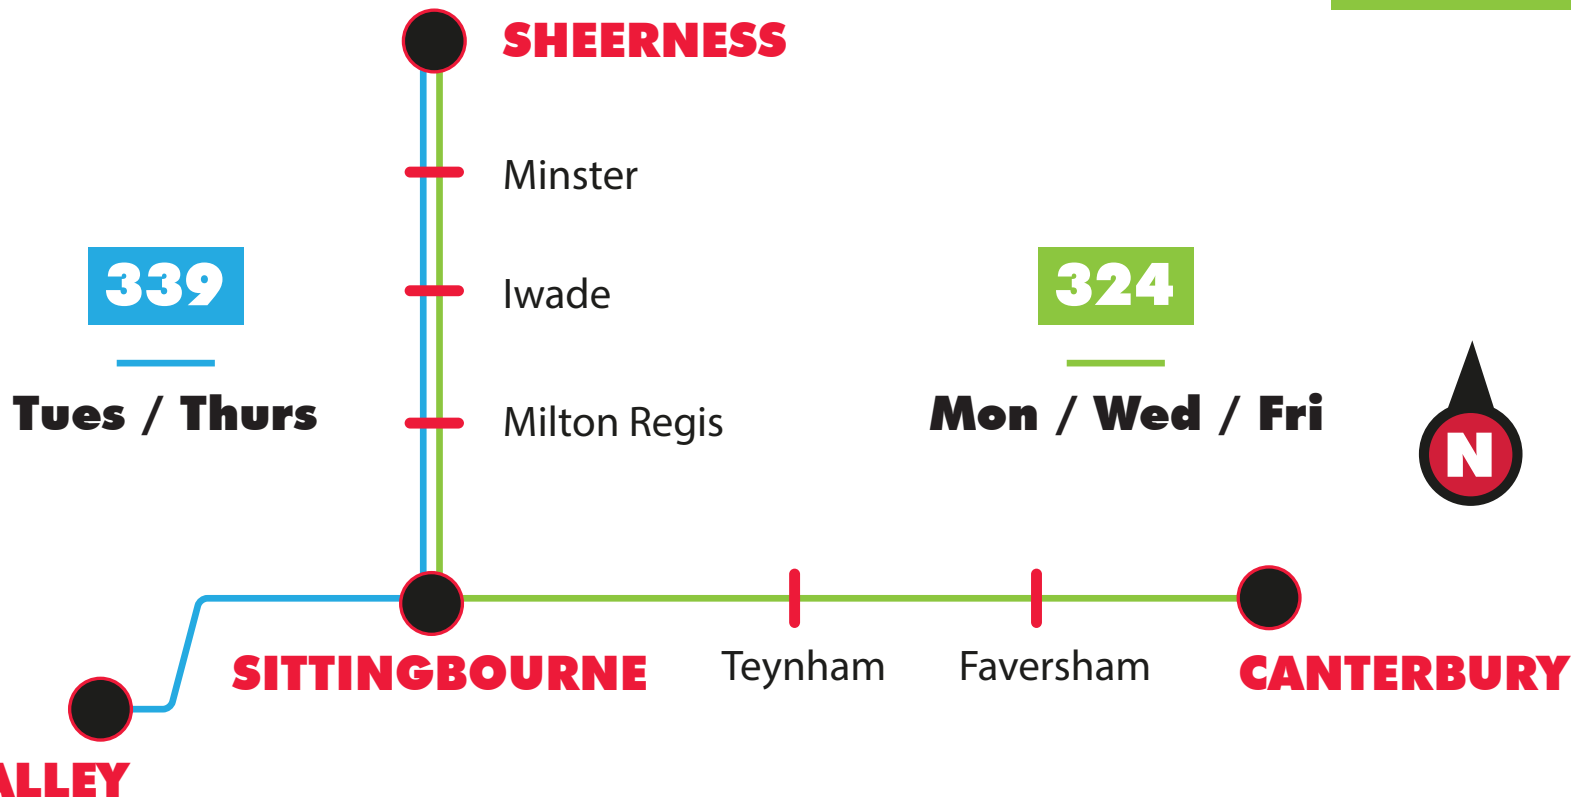 SHEERNESS
Minster
339
Iwade
324
Tues / Thurs
Milton Regis
Mon / Wed / Fri
N
SITTINGBOURNE
Teynham
Faversham
CANTERBURY